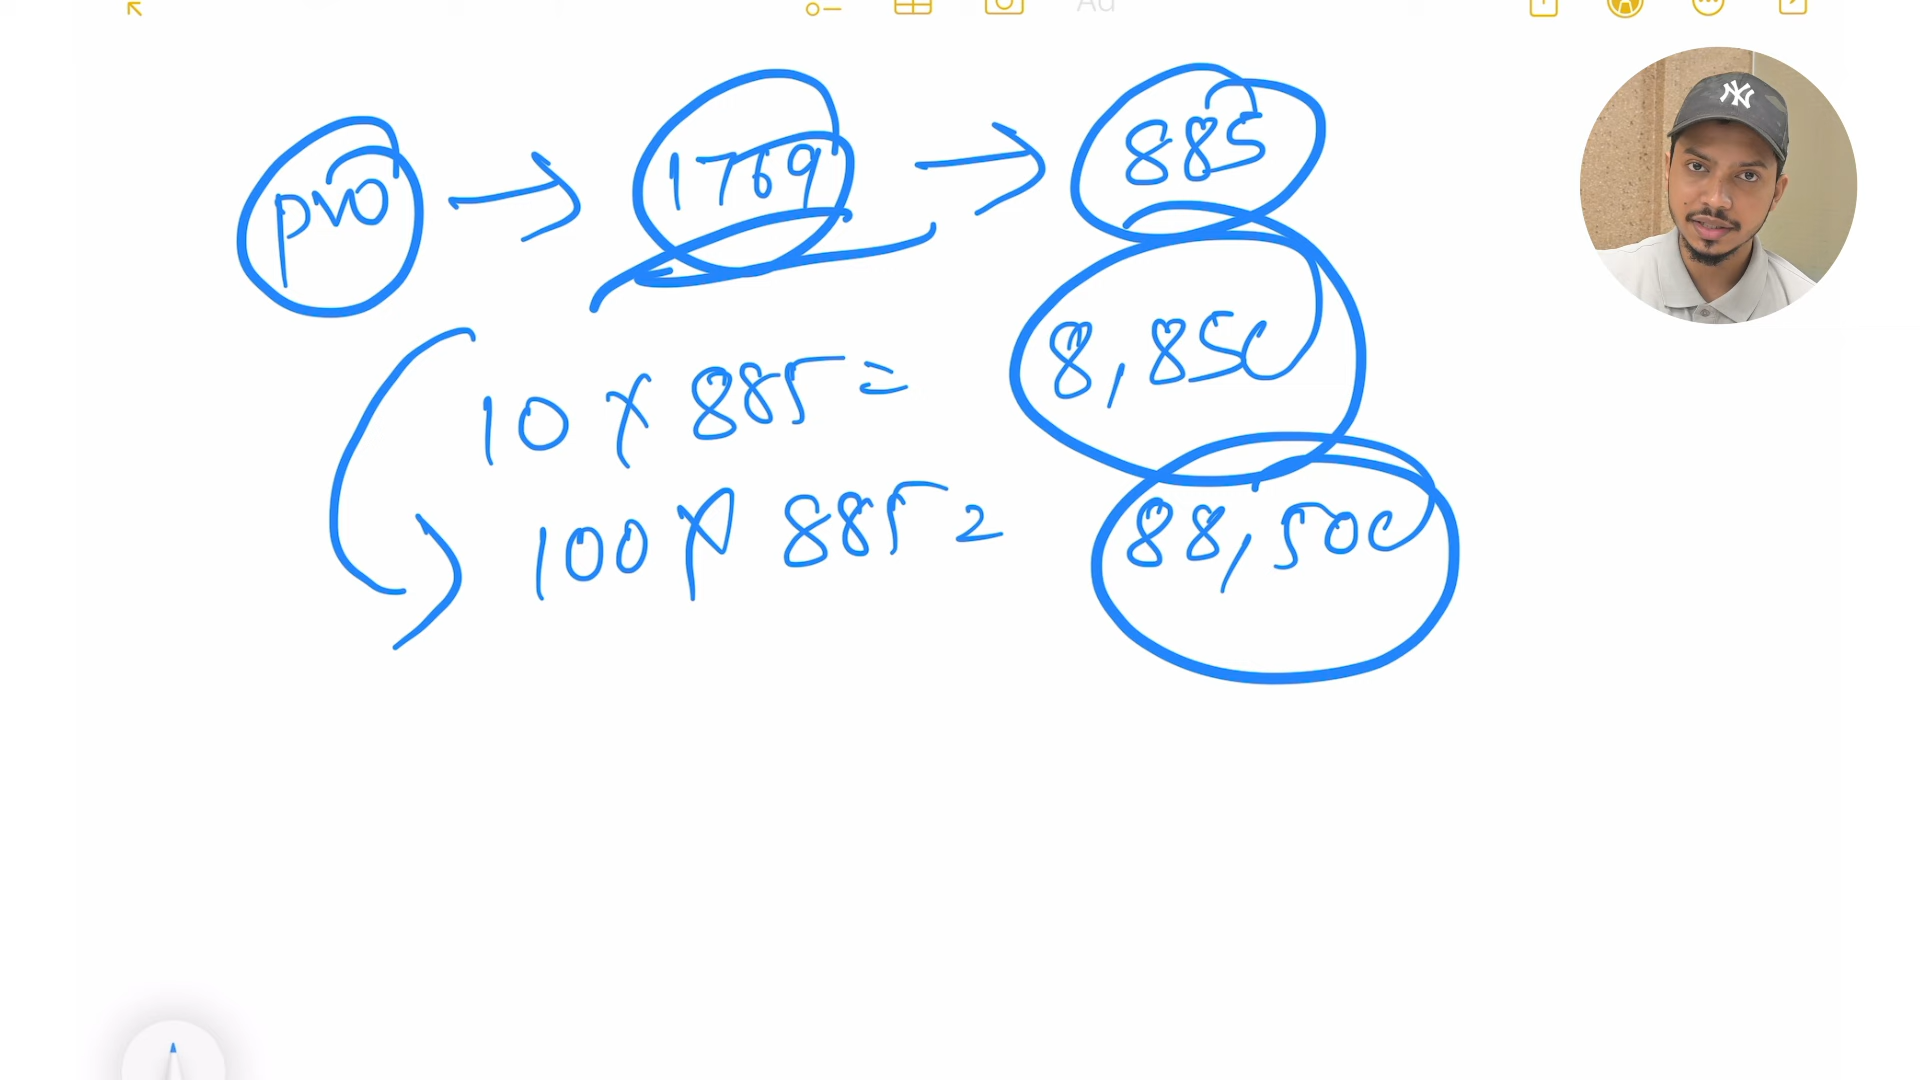 pro → 1769 → 885
10 x 885 = 8,850
100 x 885 = 88,500